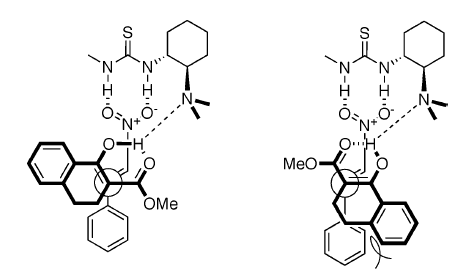 S S
N N N N
H H N H H N
O O⁻ O O⁻
N⁺ N⁺
O H O H
O MeO O
OMe